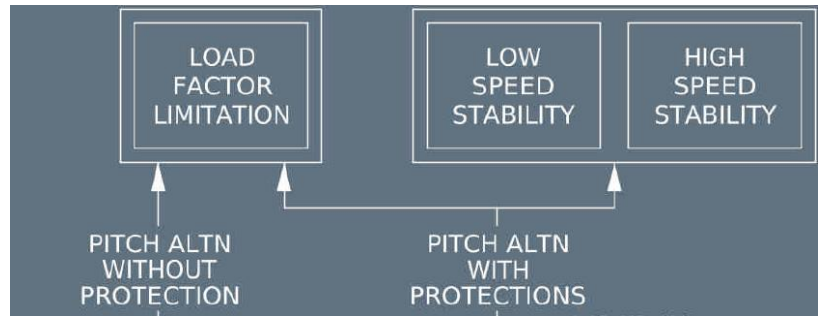 LOAD
FACTOR
LIMITATION
LOW
SPEED
STABILITY
HIGH
SPEED
STABILITY
PITCH ALTN
WITHOUT
PROTECTION
PITCH ALTN
WITH
PROTECTIONS